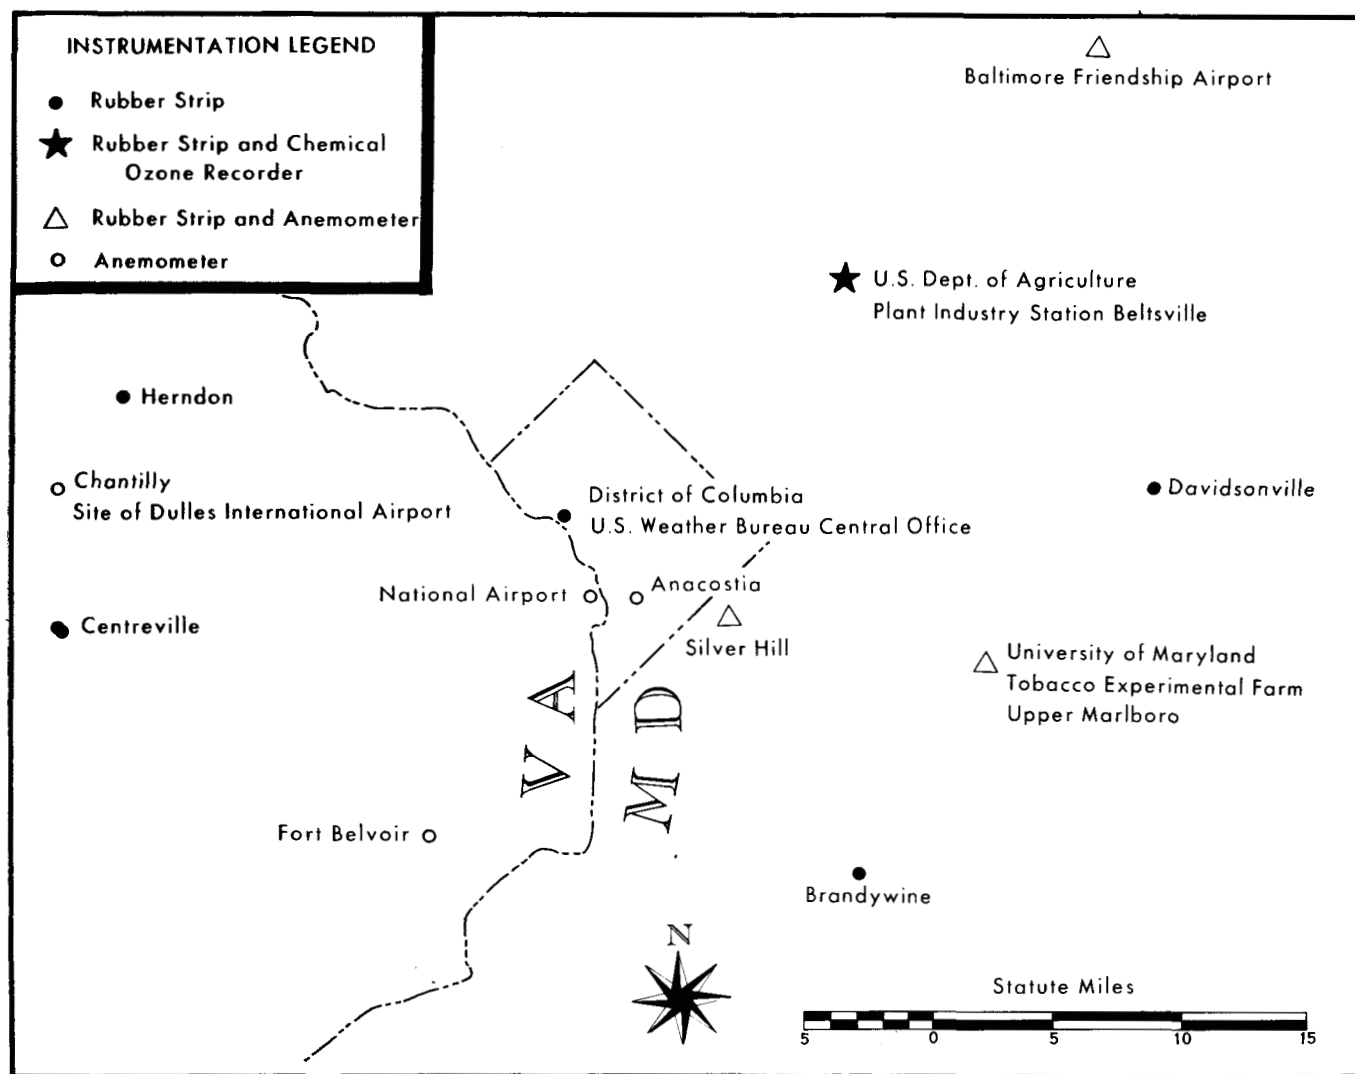 INSTRUMENTATION LEGEND
Rubber Strip
Rubber Strip and Chemical
Ozone Recorder
Rubber Strip and Anemometer
Anemometer
Baltimore Friendship Airport
U.S. Dept. of Agriculture
Plant Industry Station Beltsville
Herndon
Chantilly
Site of Dulles International Airport
District of Columbia
U.S. Weather Bureau Central Office
Davidsonville
National Airport
Anacostia
Centreville
Silver Hill
University of Maryland
Tobacco Experimental Farm
Upper Marlboro
VA
MD
Fort Belvoir
Brandywine
N
Statute Miles
5 0 5 10 15